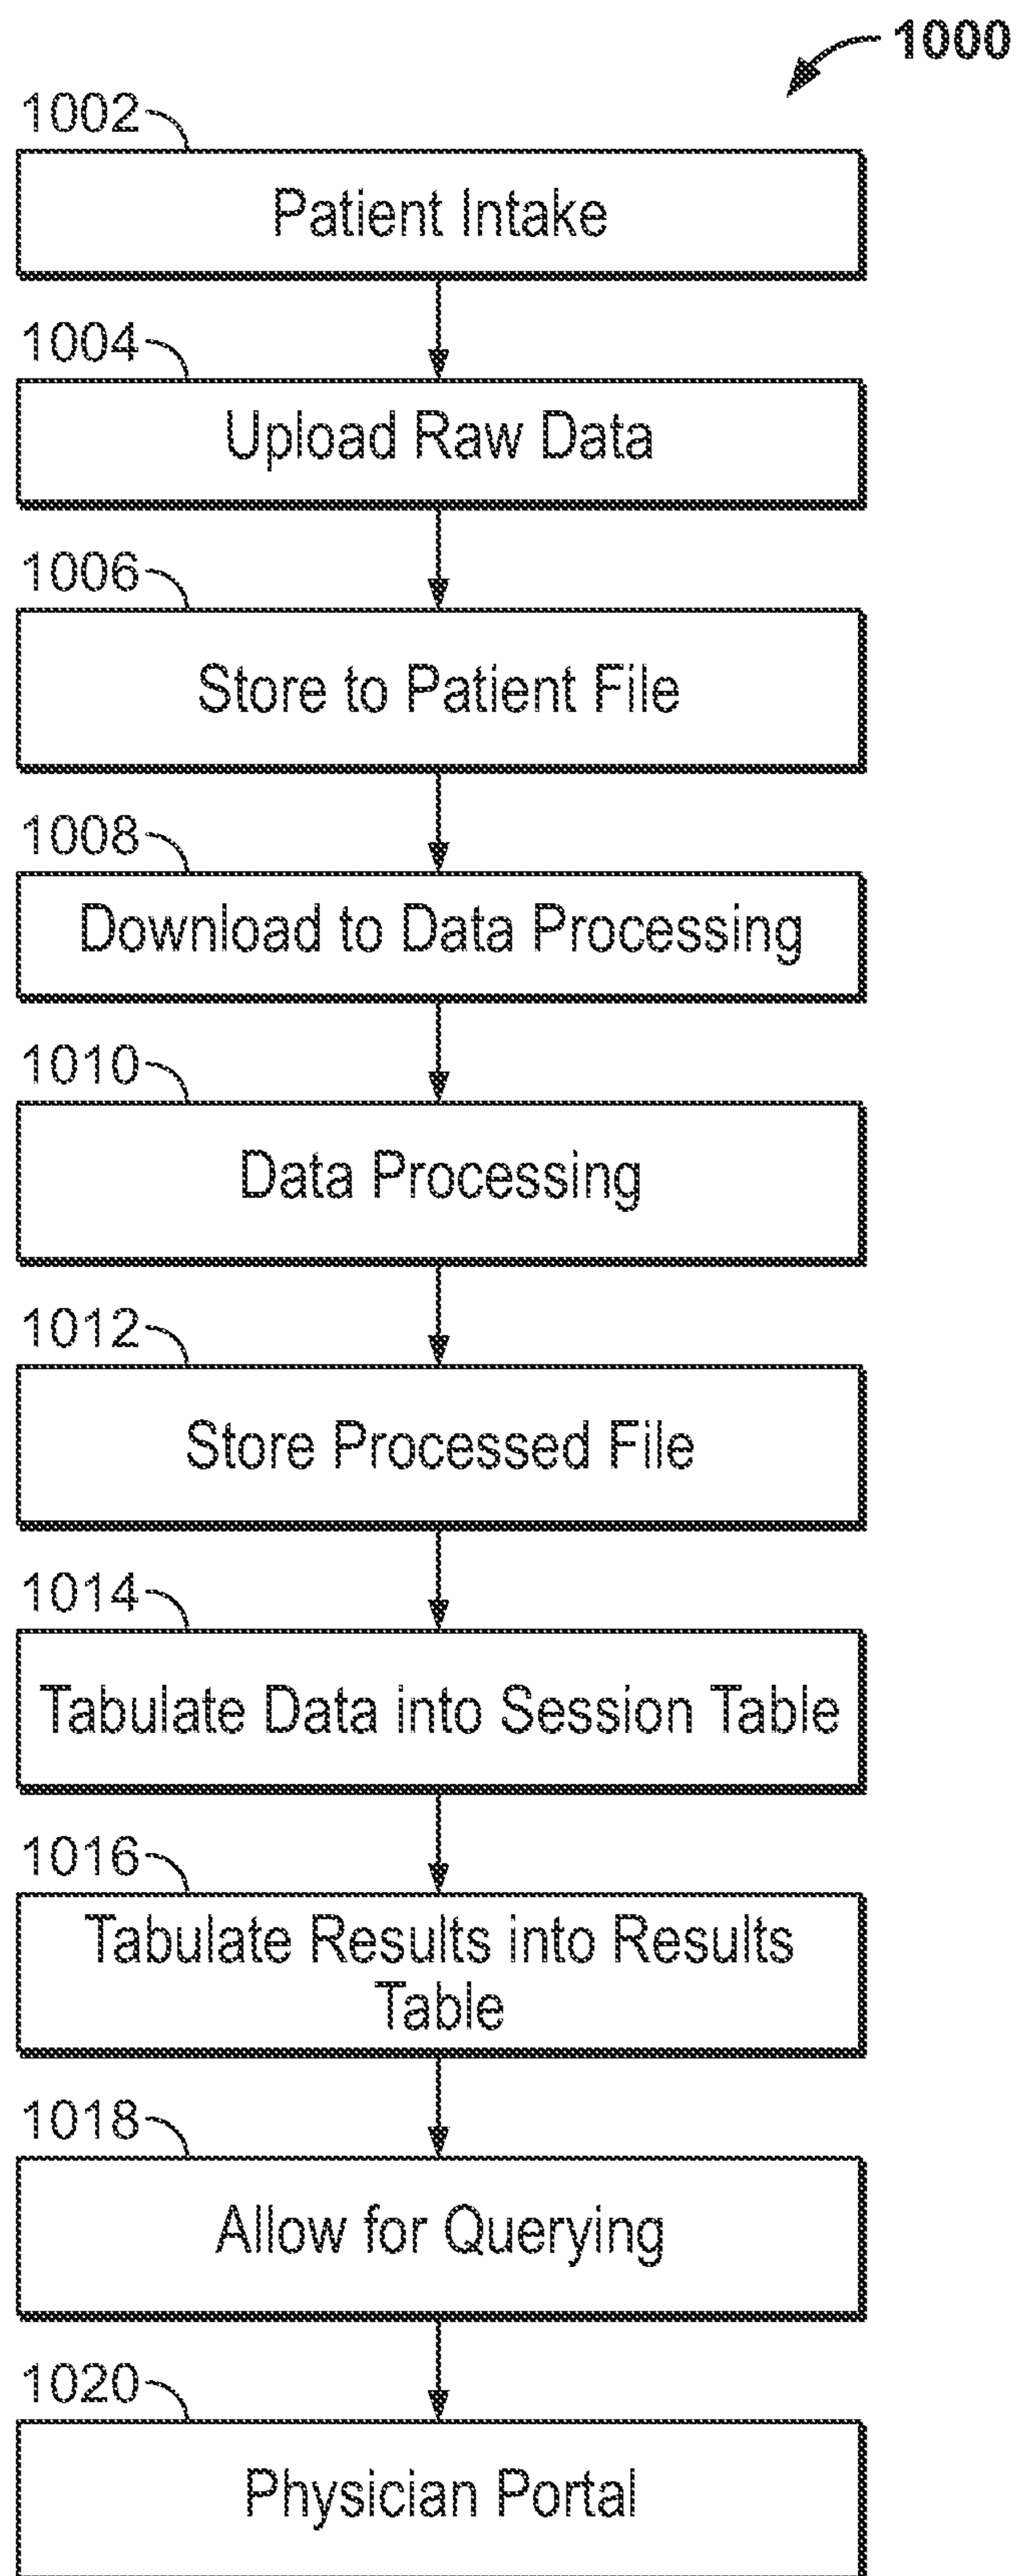 1000
1002
Patient Intake
1004
Upload Raw Data
1006
Store to Patient File
1008
Download to Data Processing
1010
Data Processing
1012
Store Processed File
1014
Tabulate Data into Session Table
1016
Tabulate Results into Results
Table
1018
Allow for Querying
1020
Physician Portal